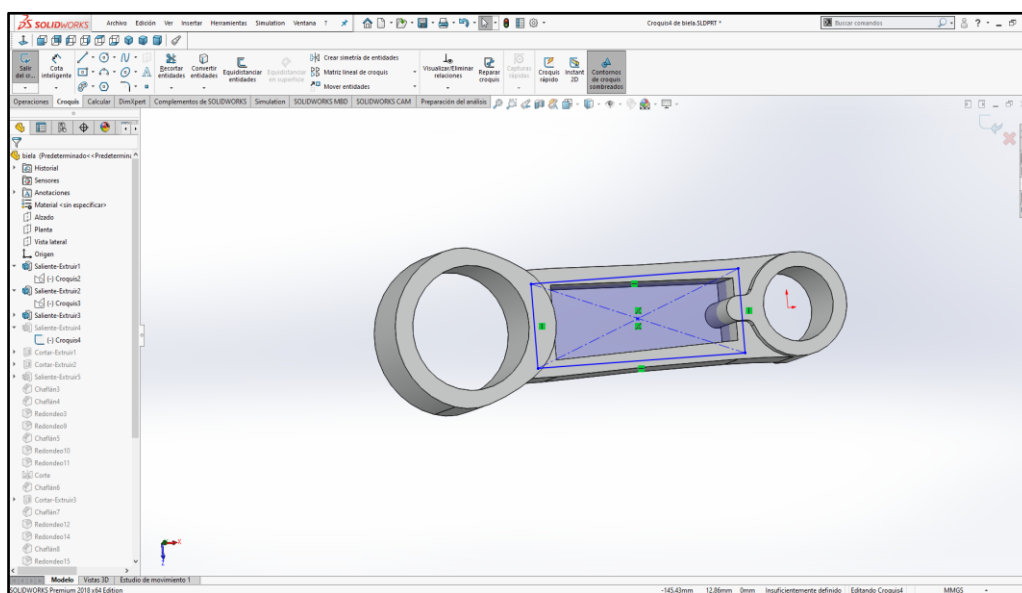 SOLIDWORKS Archivo Edición Ver Insertar Herramientas Simulation Ventana ? Croquis4 de biela.SLDPRT * Buscar comandos
Salir del cr... Cota inteligente Recortar entidades Convertir entidades Equidistanciar entidades Equidistanciar en superficie Crear simetría de entidades Matriz lineal de croquis Mover entidades Visualizar/Eliminar relaciones Reparar croquis Capturas rápidas Croquis rápido Instant 2D Contornos de croquis sombreados
Operaciones Croquis Calcular DimXpert Complementos de SOLIDWORKS Simulation SOLIDWORKS MBD SOLIDWORKS CAM Preparación del análisis
biela (Predeterminado<<Predetermina
Historial
Sensores
Anotaciones
Material <sin especificar>
Alzado
Planta
Vista lateral
Origen
Saliente-Extruir1
(-) Croquis2
Saliente-Extruir2
(-) Croquis3
Saliente-Extruir3
Saliente-Extruir4
(-) Croquis4
Cortar-Extruir1
Cortar-Extruir2
Saliente-Extruir5
Chaflán3
Chaflán4
Redondeo3
Redondeo9
Chaflán5
Redondeo10
Redondeo11
Corte
Chaflán6
Cortar-Extruir3
Chaflán7
Redondeo12
Redondeo14
Chaflán8
Redondeo15
X
Z
Modelo Vistas 3D Estudio de movimiento 1
SOLIDWORKS Premium 2018 x64 Edition -145.43mm 12.86mm 0mm Insuficientemente definido Editando Croquis4 MMGS